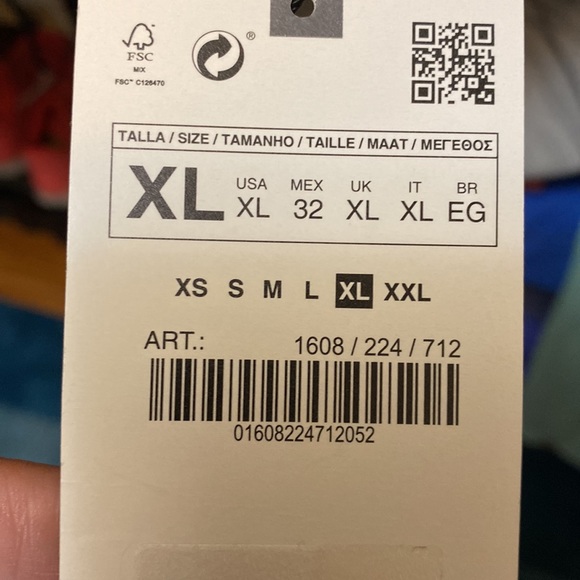 FSC
MIX
FSC™ C126470
®
TALLA / SIZE / TAMANHO / TAILLE / MAAT / ΜΕΓΕΘΟΣ
XL
USA MEX UK IT BR
XL 32 XL XL EG
XS S M L XL XXL
ART.: 1608 / 224 / 712
01608224712052